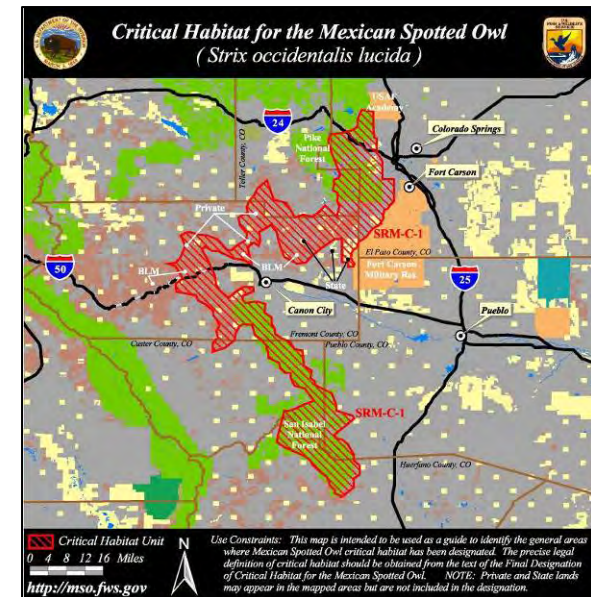 Critical Habitat for the Mexican Spotted Owl
( Strix occidentalis lucida )
USAF
Academy
24
Colorado Springs
Pike
National
Forest
Teller County, CO
Fort Carson
Private
SRM-C-1
El Paso County, CO
BLM
BLM
State
Fort Carson
Military Res.
50
25
Canon City
Pueblo
Fremont County, CO
Custer County, CO
Pueblo County, CO
SRM-C-1
San Isabel
National
Forest
Huerfano County, CO
Critical Habitat Unit
0 4 8 12 16 Miles
http://mso.fws.gov
N
Use Constraints: This map is intended to be used as a guide to identify the general areas
where Mexican Spotted Owl critical habitat has been designated. The precise legal
definition of critical habitat should be obtained from the text of the Final Designation
of Critical Habitat for the Mexican Spotted Owl. NOTE: Private and State lands
may appear in the mapped areas but are not included in the designation.